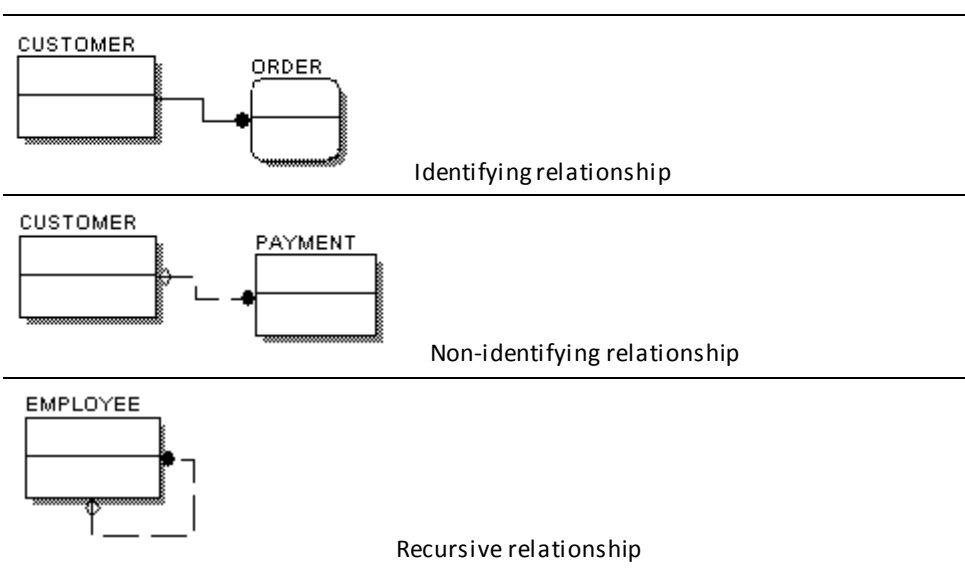 CUSTOMER
ORDER
Identifying relationship
CUSTOMER
PAYMENT
Non-identifying relationship
EMPLOYEE
Recursive relationship